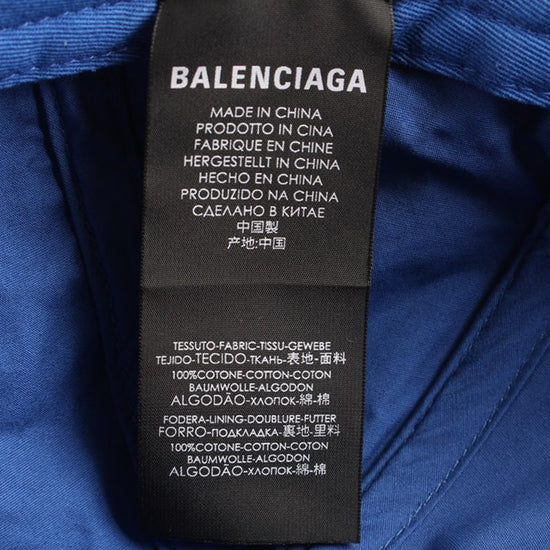 BALENCIAGA
MADE IN CHINA
PRODOTTO IN CINA
FABRIQUE EN CHINE
HERGESTELLT IN CHINA
HECHO EN CHINA
PRODUZIDO NA CHINA
СДЕЛАНО В КИТАЕ
中国製
产地:中国
TESSUTO-FABRIC-TISSU-GEWEBE
TEJIDO-TECIDO-ТКАНЬ-表地-面料
100%COTONE-COTTON-COTON
BAUMWOLLE-ALGODON
ALGODÃO-ХЛОПОК-綿-棉
FODERA-LINING-DOUBLURE-FUTTER
FORRO-ПОДКЛАДКА-裏地-里料
100%COTONE-COTTON-COTON
BAUMWOLLE-ALGODON
ALGODÃO-ХЛОПОК-綿-棉